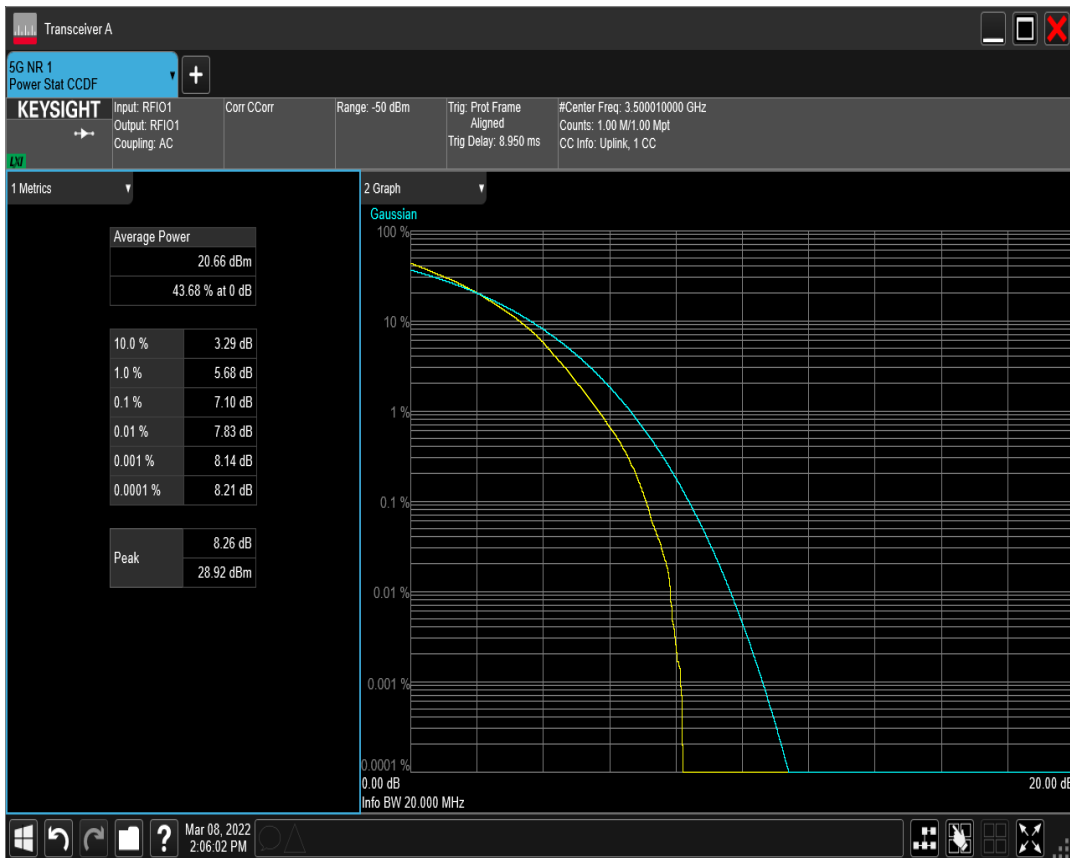 Transceiver A
5G NR 1
Power Stat CCDF
+
KEYSIGHT
LXI
Input: RFIO1
Output: RFIO1
Coupling: AC
Corr CCorr
Range: -50 dBm
Trig: Prot Frame
Aligned
Trig Delay: 8.950 ms
#Center Freq: 3.500010000 GHz
Counts: 1.00 M/1.00 Mpt
CC Info: Uplink, 1 CC
1 Metrics
Average Power
20.66 dBm
43.68 % at 0 dB
10.0 % 3.29 dB
1.0 % 5.68 dB
0.1 % 7.10 dB
0.01 % 7.83 dB
0.001 % 8.14 dB
0.0001 % 8.21 dB
Peak
8.26 dB
28.92 dBm
2 Graph
Gaussian
100 %
10 %
1 %
0.1 %
0.01 %
0.001 %
0.0001 %
0.00 dB 20.00 dB
Info BW 20.000 MHz
?
Mar 08, 2022
2:06:02 PM